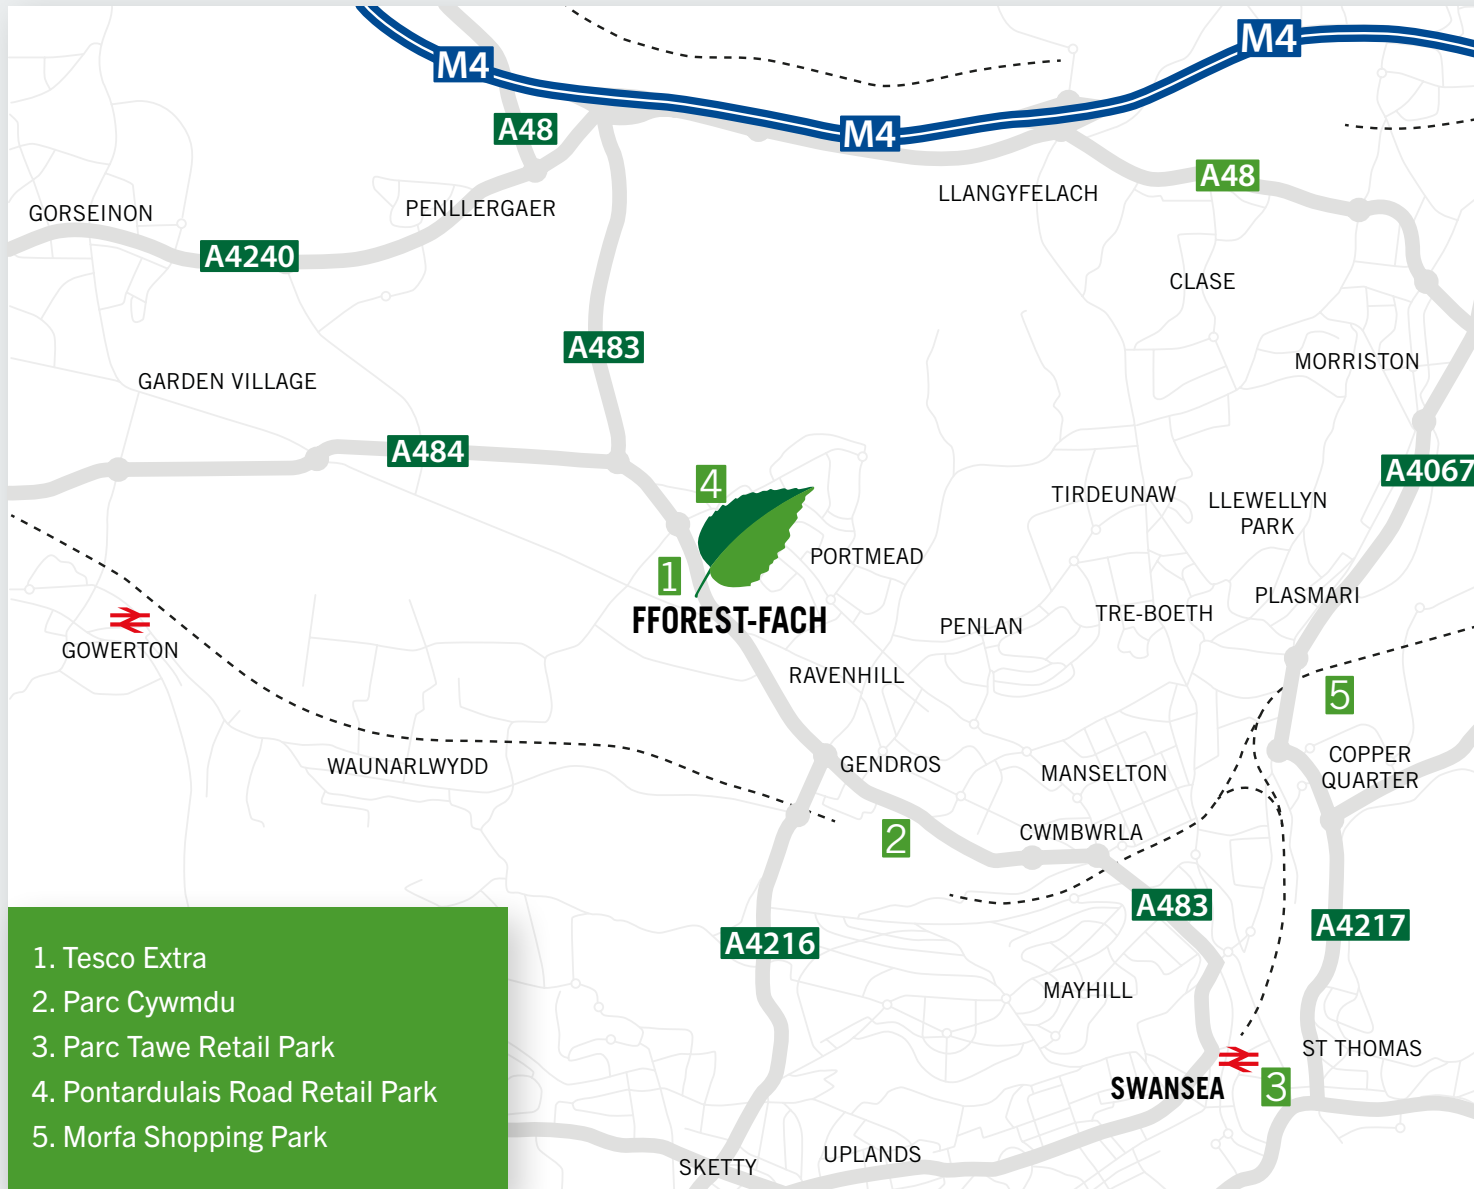 M4
M4
A48
M4
A48
LLANGYFELACH
GORSEINON
PENLLERGAER
A4240
CLASE
A483
MORRISTON
GARDEN VILLAGE
A484
A4067
4
TIRDEUNAW
LLEWELLYN
PARK
PORTMEAD
1
PLASMARI
FFOREST-FACH
TRE-BOETH
PENLAN
GOWERTON
RAVENHILL
5
WAUNARLWYDD
GENDROS
MANSELTON
COPPER
QUARTER
2
CWMBWRLA
A483
A4217
A4216
MAYHILL
ST THOMAS
SWANSEA
3
UPLANDS
SKETTY
1. Tesco Extra
2. Parc Cywmdu
3. Parc Tawe Retail Park
4. Pontardulais Road Retail Park
5. Morfa Shopping Park